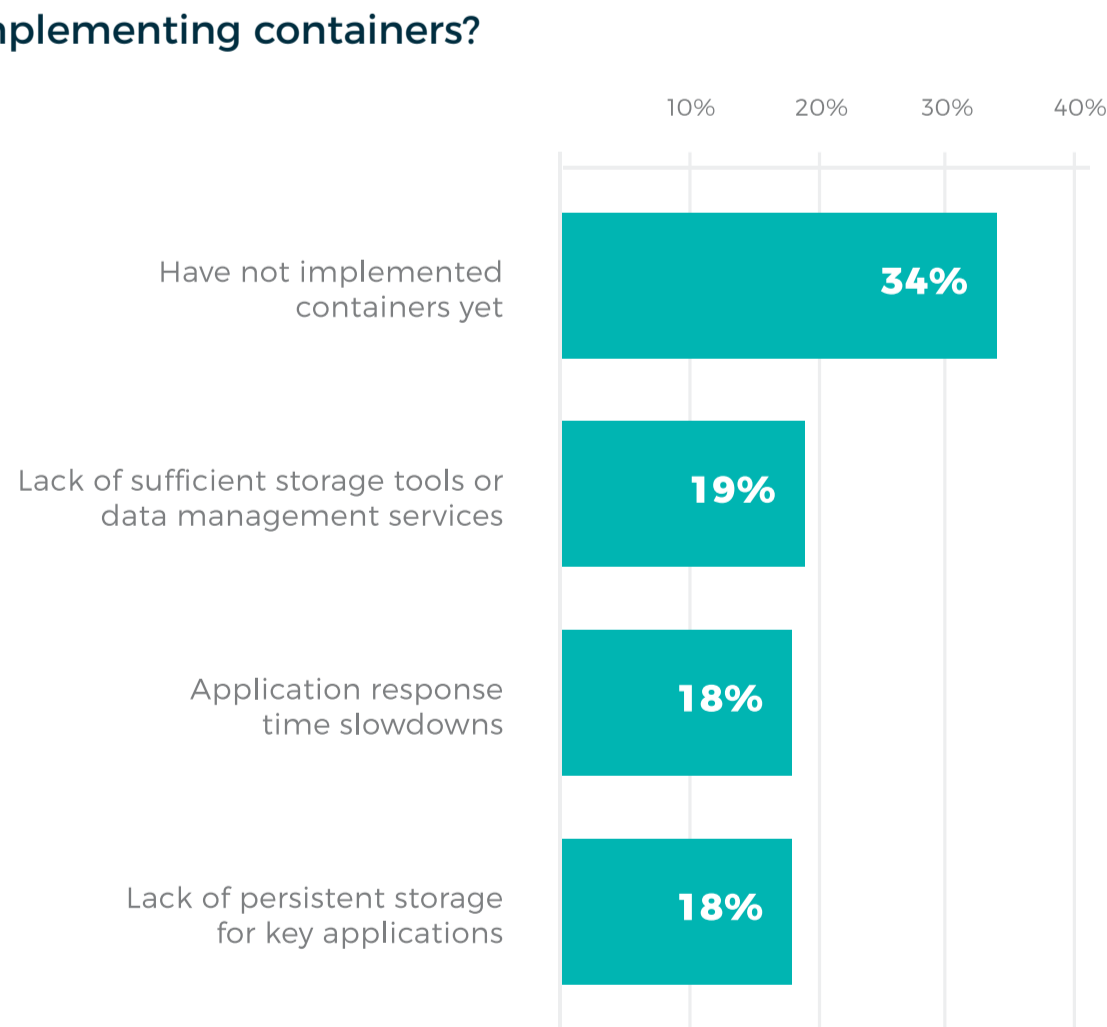 implementing containers?
10% 20% 30% 40%
Have not implemented
containers yet
34%
Lack of sufficient storage tools or
data management services
19%
Application response
time slowdowns
18%
Lack of persistent storage
for key applications
18%